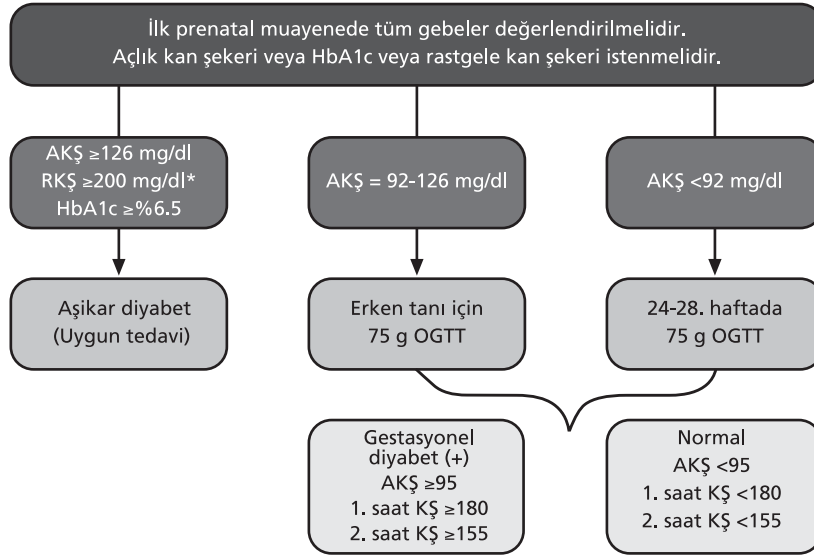 İlk prenatal muayenede tüm gebeler değerlendirilmelidir.
Açlık kan şekeri veya HbA1c veya rastgele kan şekeri istenmelidir.
AKŞ ≥126 mg/dl
RKŞ ≥200 mg/dl*
HbA1c ≥%6.5
AKŞ = 92-126 mg/dl
AKŞ <92 mg/dl
Aşikar diyabet
(Uygun tedavi)
Erken tanı için
75 g OGTT
24-28. haftada
75 g OGTT
Gestasyonel
diyabet (+)
AKŞ ≥95
1. saat KŞ ≥180
2. saat KŞ ≥155
Normal
AKŞ <95
1. saat KŞ <180
2. saat KŞ <155